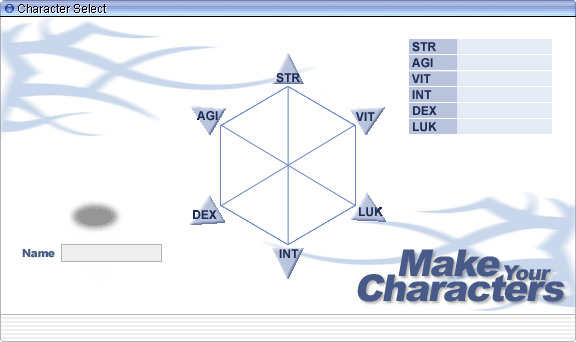 Character Select
STR
AGI
VIT
DEX
LUK
INT
STR
AGI
VIT
INT
DEX
LUK
Name
Make Your
Characters